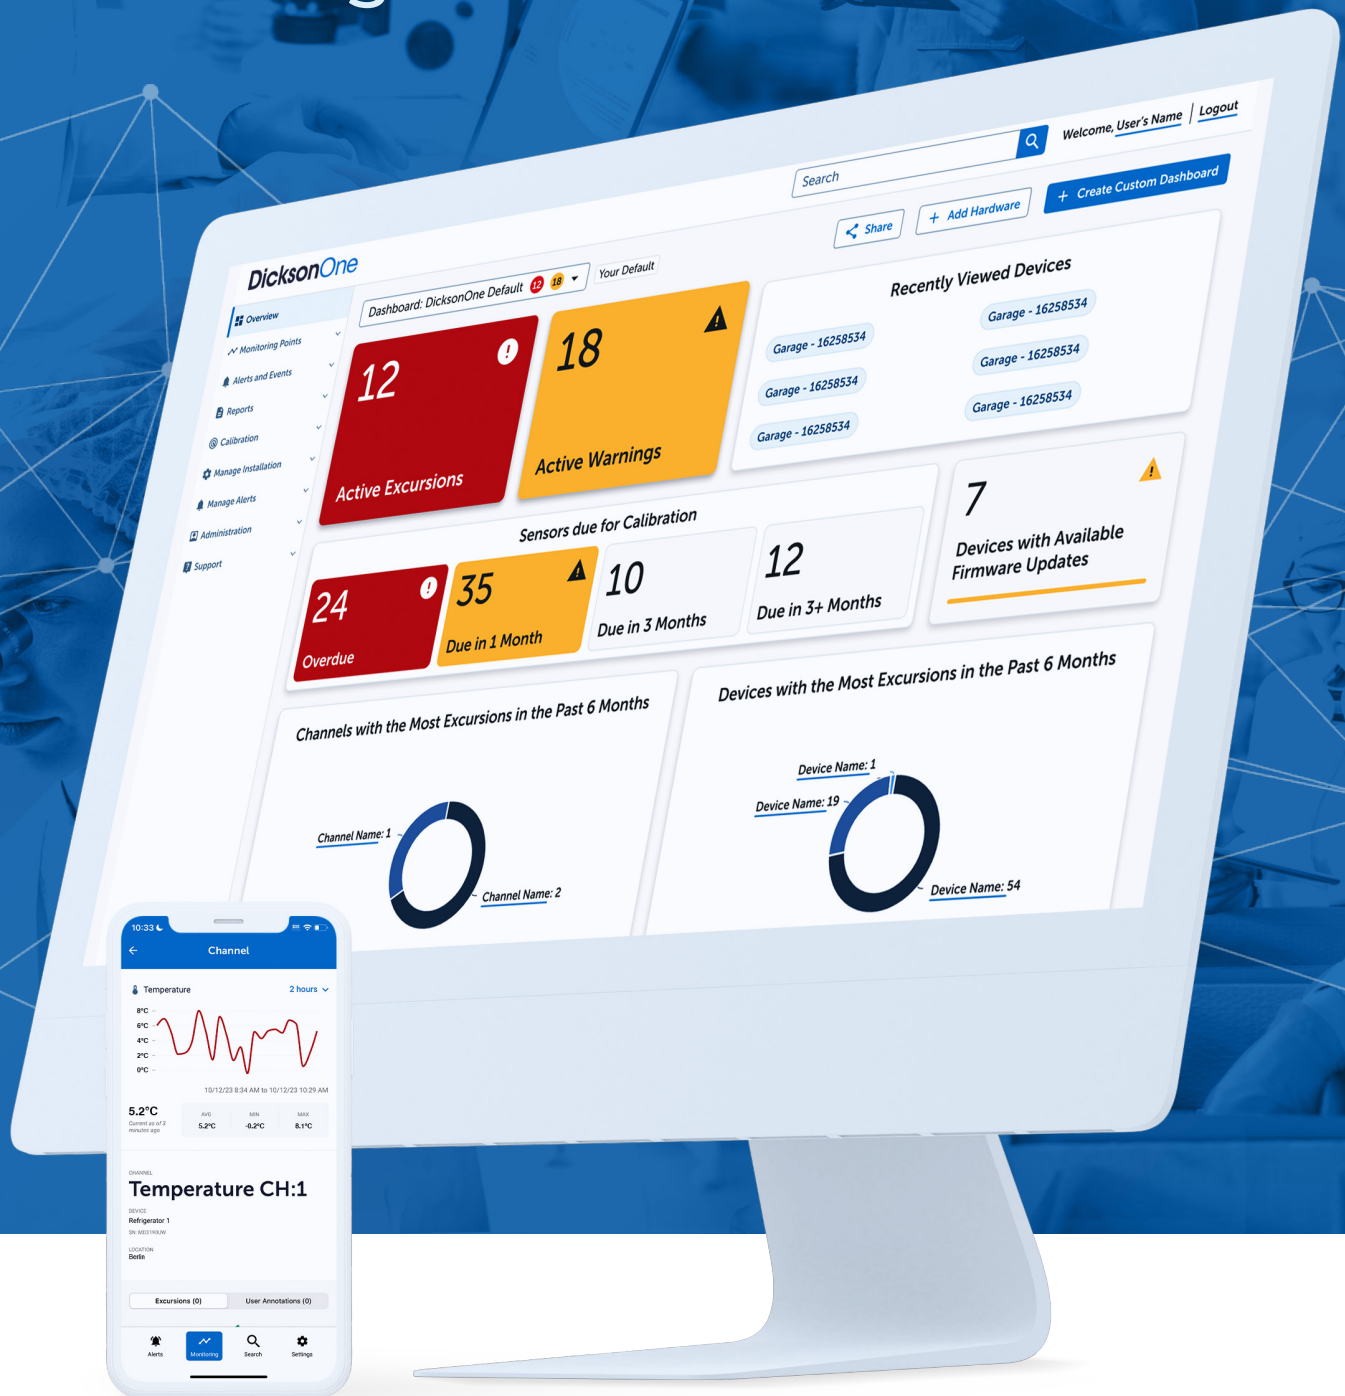 g
DicksonOne
Search
Welcome, User's Name | Logout
Share
+ Add Hardware
+ Create Custom Dashboard
Dashboard: DicksonOne Default 12 18
Your Default
Overview
Monitoring Points
Alerts and Events
Reports
Calibration
Manage Installation
Manage Alerts
Administration
Support
12
Active Excursions
18
Active Warnings
Recently Viewed Devices
Garage - 16258534
Garage - 16258534
Garage - 16258534
Garage - 16258534
Garage - 16258534
Garage - 16258534
Sensors due for Calibration
24
Overdue
35
Due in 1 Month
10
Due in 3 Months
12
Due in 3+ Months
7
Devices with Available
Firmware Updates
Channels with the Most Excursions in the Past 6 Months
Channel Name: 1
Channel Name: 2
Devices with the Most Excursions in the Past 6 Months
Device Name: 1
Device Name: 19
Device Name: 54
10:33
Channel
Temperature
2 hours
8°C
6°C
4°C
2°C
0°C
10/12/23 8:34 AM to 10/12/23 10:29 AM
5.2°C
Current as of 3
minutes ago
AVG
5.2°C
MIN
-0.2°C
MAX
8.1°C
CHANNEL
Temperature CH:1
DEVICE
Refrigerator 1
LOCATION
Berlin
Excursions (0)
User Annotations (0)
Alerts
Monitoring
Search
Settings